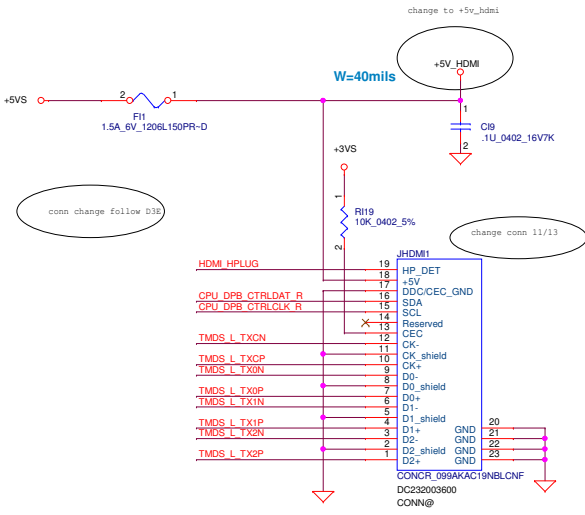 change to +5v_hdmi
+5V_HDMI
W=40mils
+5VS
2
1
FI1
1.5A_6V_1206L150PR~D
1
CI9
.1U_0402_16V7K
2
+3VS
conn change follow D3E
1
RI19
10K_0402_5%
2
change conn 11/13
JHDMI1
HDMI_HPLUG
19
HP_DET
18
+5V
17
DDC/CEC_GND
CPU_DPB_CTRLDAT_R
16
SDA
CPU_DPB_CTRLCLK_R
15
SCL
14
Reserved
13
CEC
TMDS_L_TXCN
12
CK-
11
CK_shield
TMDS_L_TXCP
10
CK+
TMDS_L_TX0N
9
D0-
8
D0_shield
TMDS_L_TX0P
7
D0+
TMDS_L_TX1N
6
D1-
5
D1_shield
TMDS_L_TX1P
4
D1+
GND
20
TMDS_L_TX2N
3
D2-
GND
21
2
D2_shield
GND
22
TMDS_L_TX2P
1
D2+
GND
23
CONCR_099AKAC19NBLCNF
DC232003600
CONN@